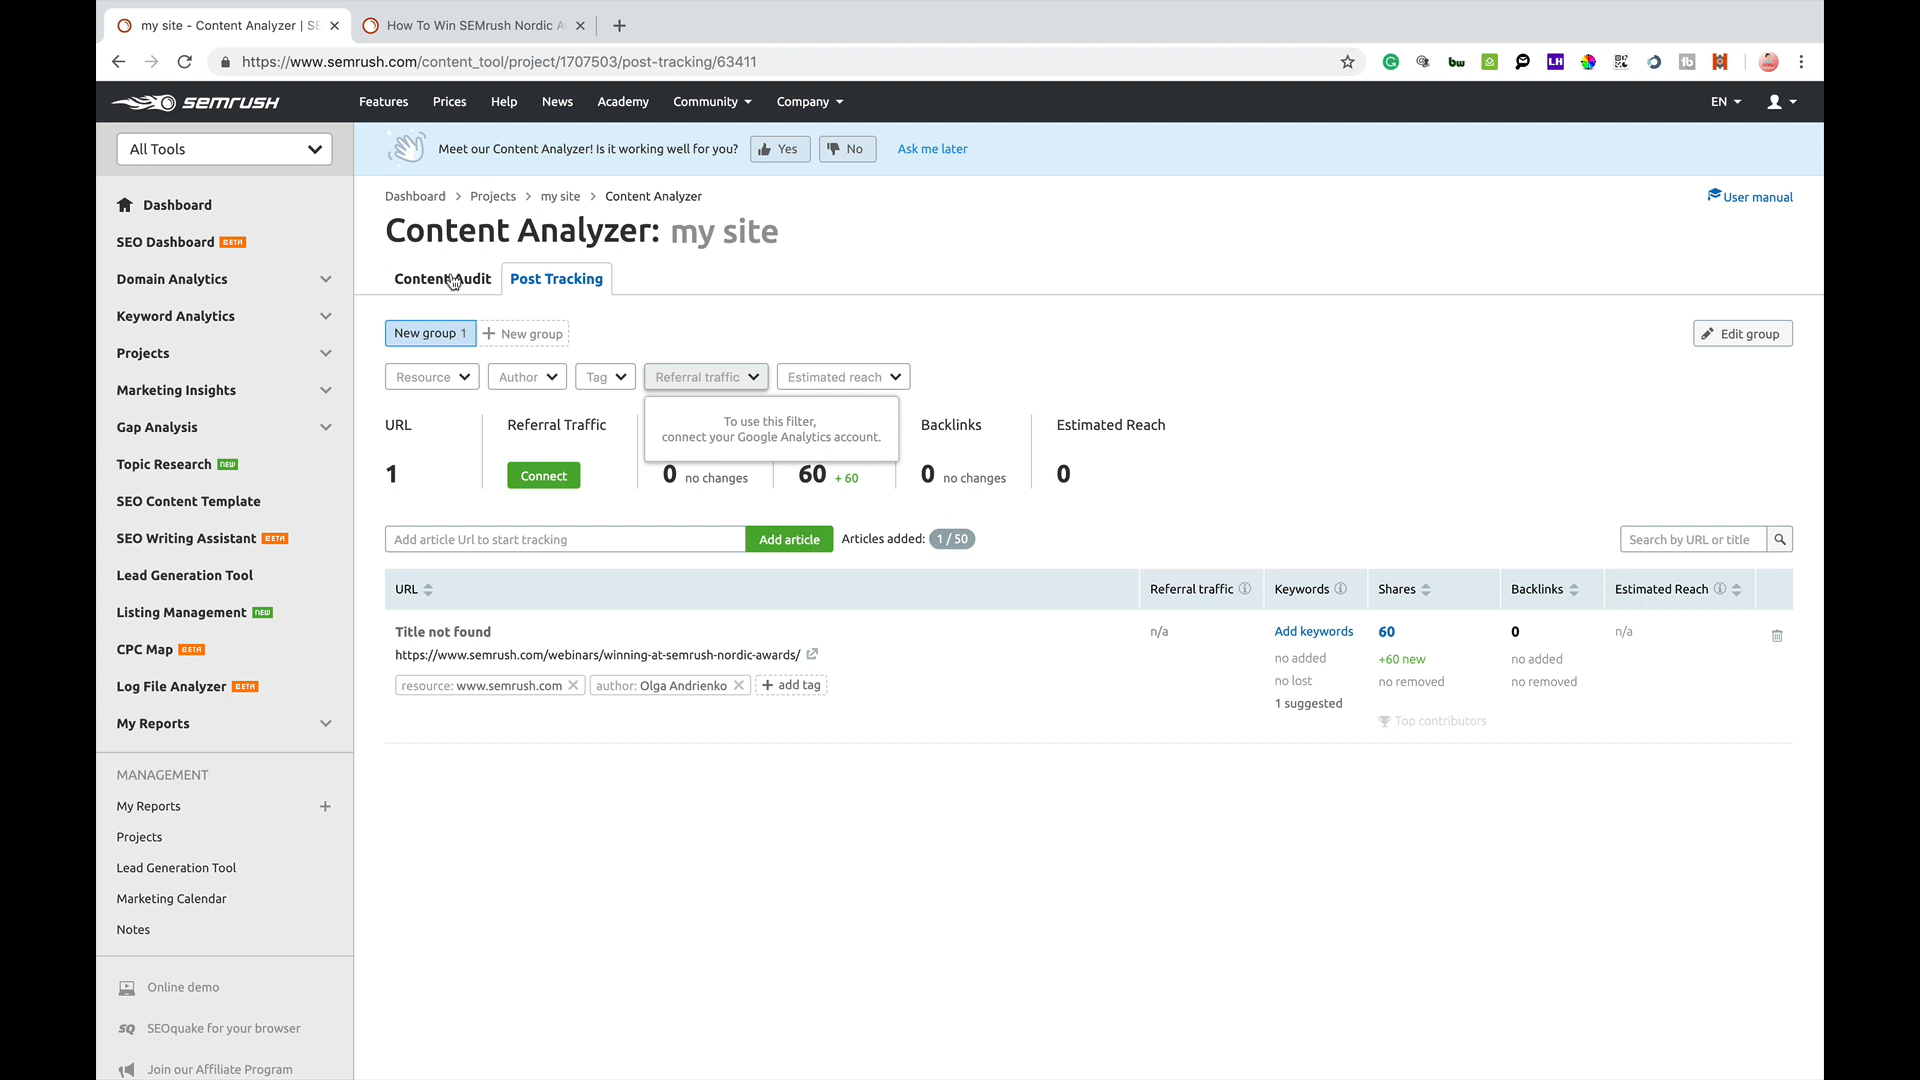 my site - Content Analyzer | SE
How To Win SEMrush Nordic A
https://www.semrush.com/content_tool/project/1707503/post-tracking/63411
SEMRUSH
Features
Prices
Help
News
Academy
Community
Company
EN
All Tools
Meet our Content Analyzer! Is it working well for you?
Yes
No
Ask me later
Dashboard
SEO Dashboard BETA
Domain Analytics
Keyword Analytics
Projects
Marketing Insights
Gap Analysis
Topic Research NEW
SEO Content Template
SEO Writing Assistant BETA
Lead Generation Tool
Listing Management NEW
CPC Map BETA
Log File Analyzer BETA
My Reports
MANAGEMENT
My Reports
Projects
Lead Generation Tool
Marketing Calendar
Notes
Online demo
SQ SEOquake for your browser
Join our Affiliate Program
Dashboard > Projects > my site > Content Analyzer
User manual
Content Analyzer: my site
Content Audit
Post Tracking
New group 1
+ New group
Edit group
Resource
Author
Tag
Referral traffic
Estimated reach
To use this filter,
connect your Google Analytics account.
URL
1
Referral Traffic
Connect
0 no changes
60 + 60
Backlinks
0 no changes
Estimated Reach
0
Add article Url to start tracking
Add article
Articles added: 1 / 50
Search by URL or title
URL
Referral traffic
Keywords
Shares
Backlinks
Estimated Reach
Title not found
https://www.semrush.com/webinars/winning-at-semrush-nordic-awards/
resource: www.semrush.com
author: Olga Andrienko
+ add tag
n/a
Add keywords
no added
no lost
1 suggested
60
+60 new
no removed
Top contributors
0
no added
no removed
n/a
bw
LH